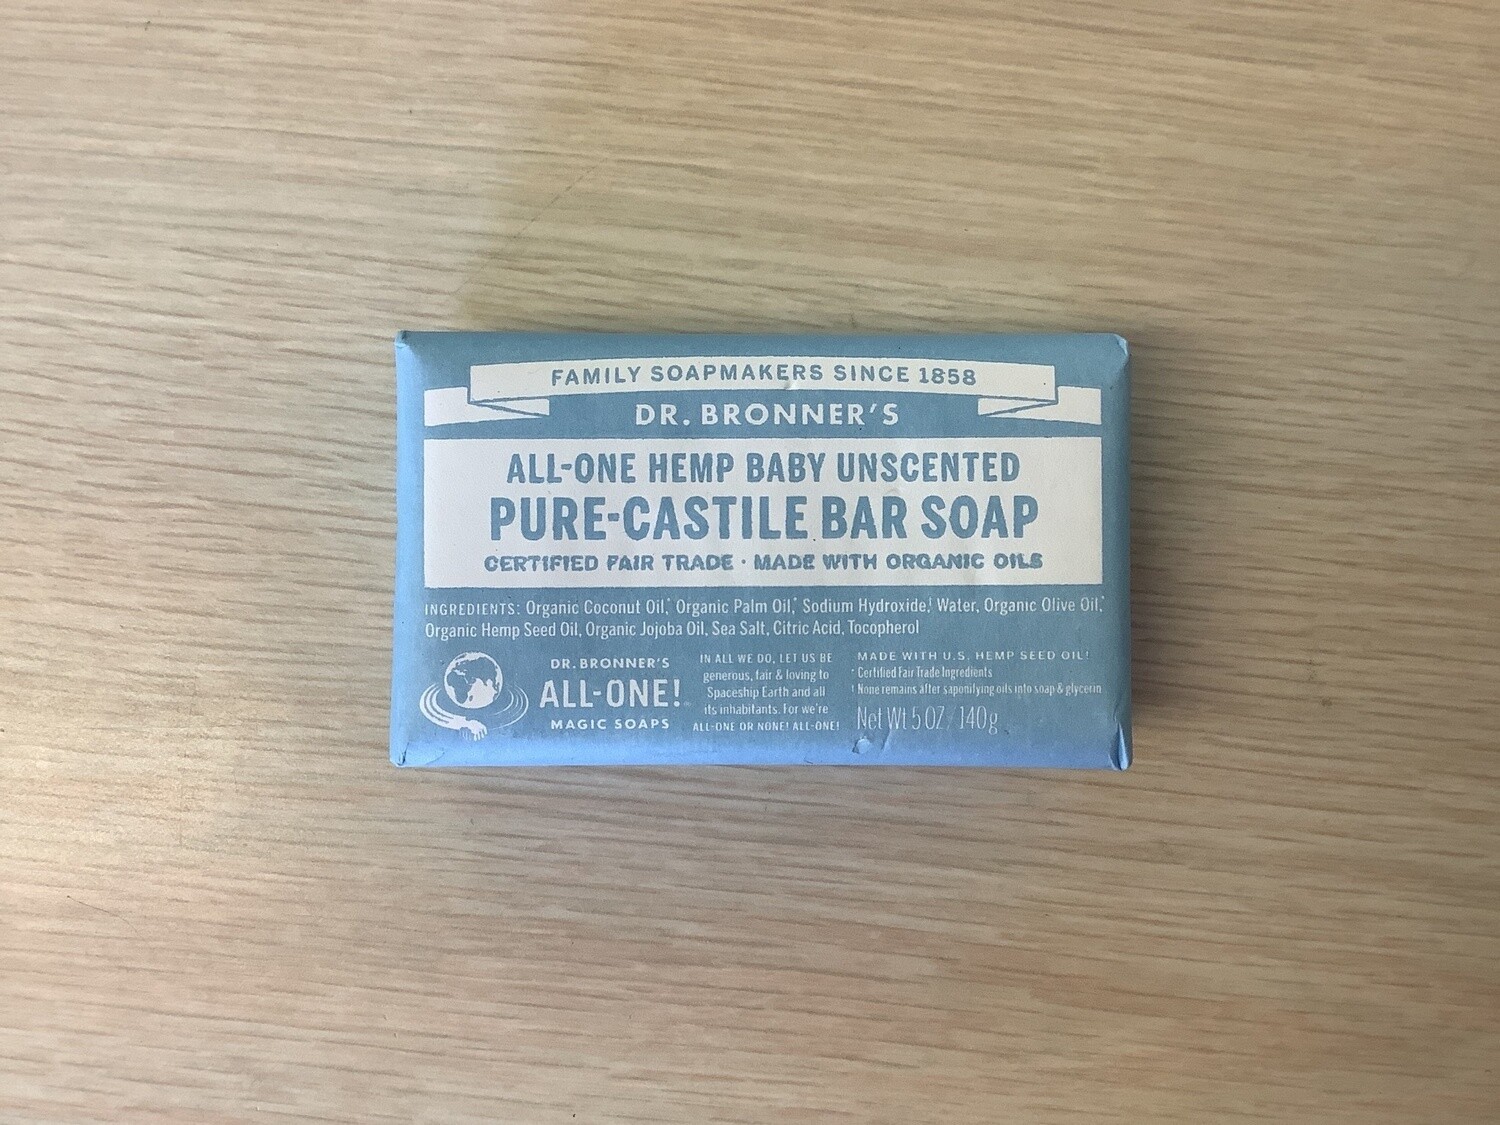 FAMILY SOAPMAKERS SINCE 1858
DR. BRONNER'S
ALL-ONE HEMP BABY UNSCENTED
PURE-CASTILE BAR SOAP
CERTIFIED FAIR TRADE · MADE WITH ORGANIC OILS
INGREDIENTS: Organic Coconut Oil,* Organic Palm Oil,* Sodium Hydroxide,† Water, Organic Olive Oil,*
Organic Hemp Seed Oil, Organic Jojoba Oil, Sea Salt, Citric Acid, Tocopherol
DR. BRONNER'S
ALL-ONE!
MAGIC SOAPS
IN ALL WE DO, LET US BE
generous, fair & loving to
Spaceship Earth and all
its inhabitants. For we're
ALL-ONE OR NONE! ALL-ONE!
MADE WITH U.S. HEMP SEED OIL!
* Certified Fair Trade Ingredients
† None remains after saponifying oils into soap & glycerin
Net Wt 5 OZ / 140g